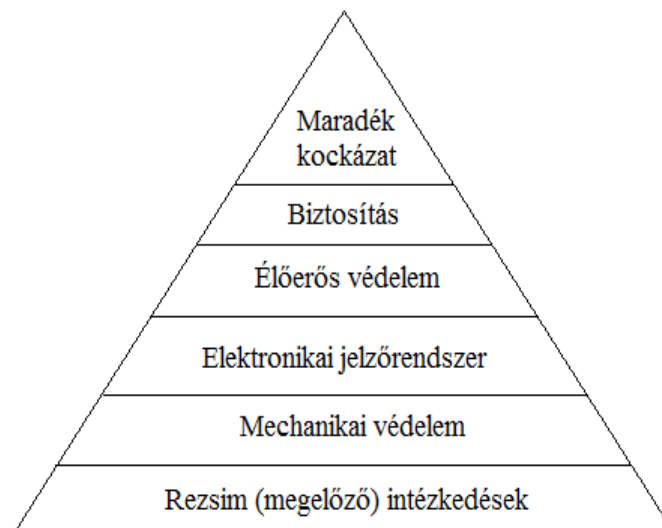 Maradék
kockázat
Biztosítás
Élőerős védelem
Elektronikai jelzőrendszer
Mechanikai védelem
Rezsim (megelőző) intézkedések